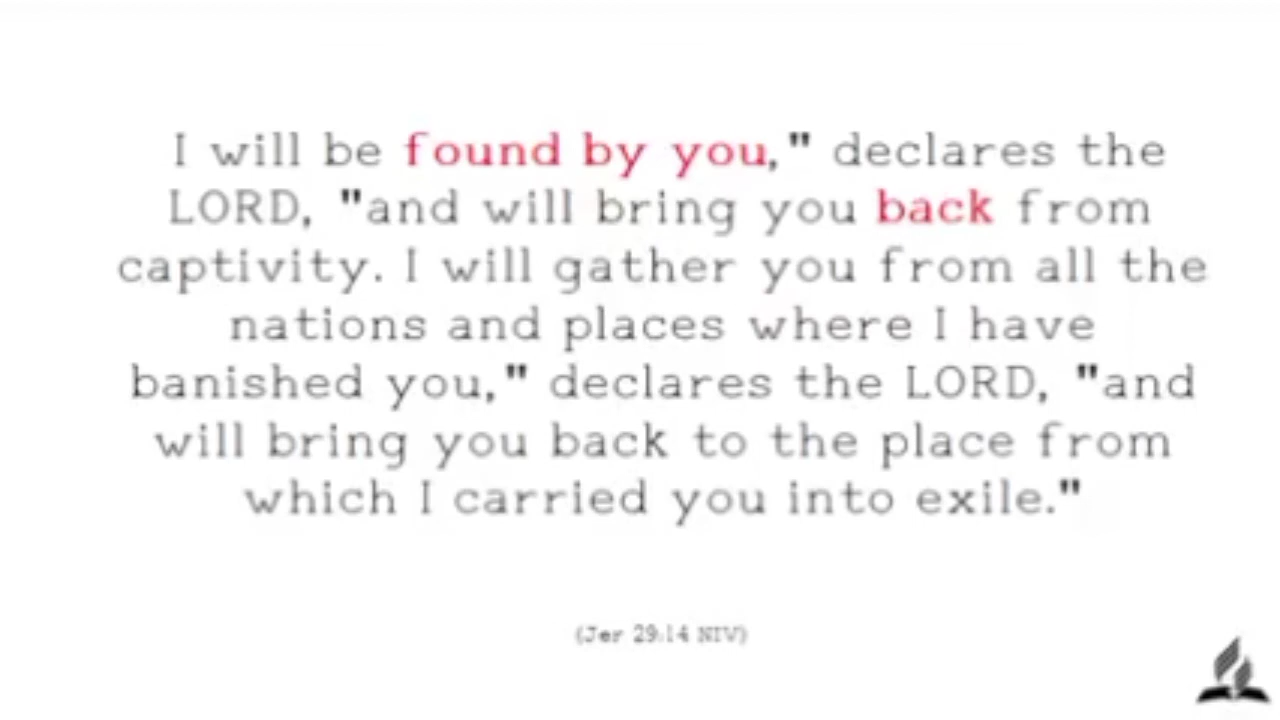 I will be found by you," declares the
LORD, "and will bring you back from
captivity. I will gather you from all the
nations and places where I have
banished you," declares the LORD, "and
will bring you back to the place from
which I carried you into exile."
(Jer 29:14 NIV)